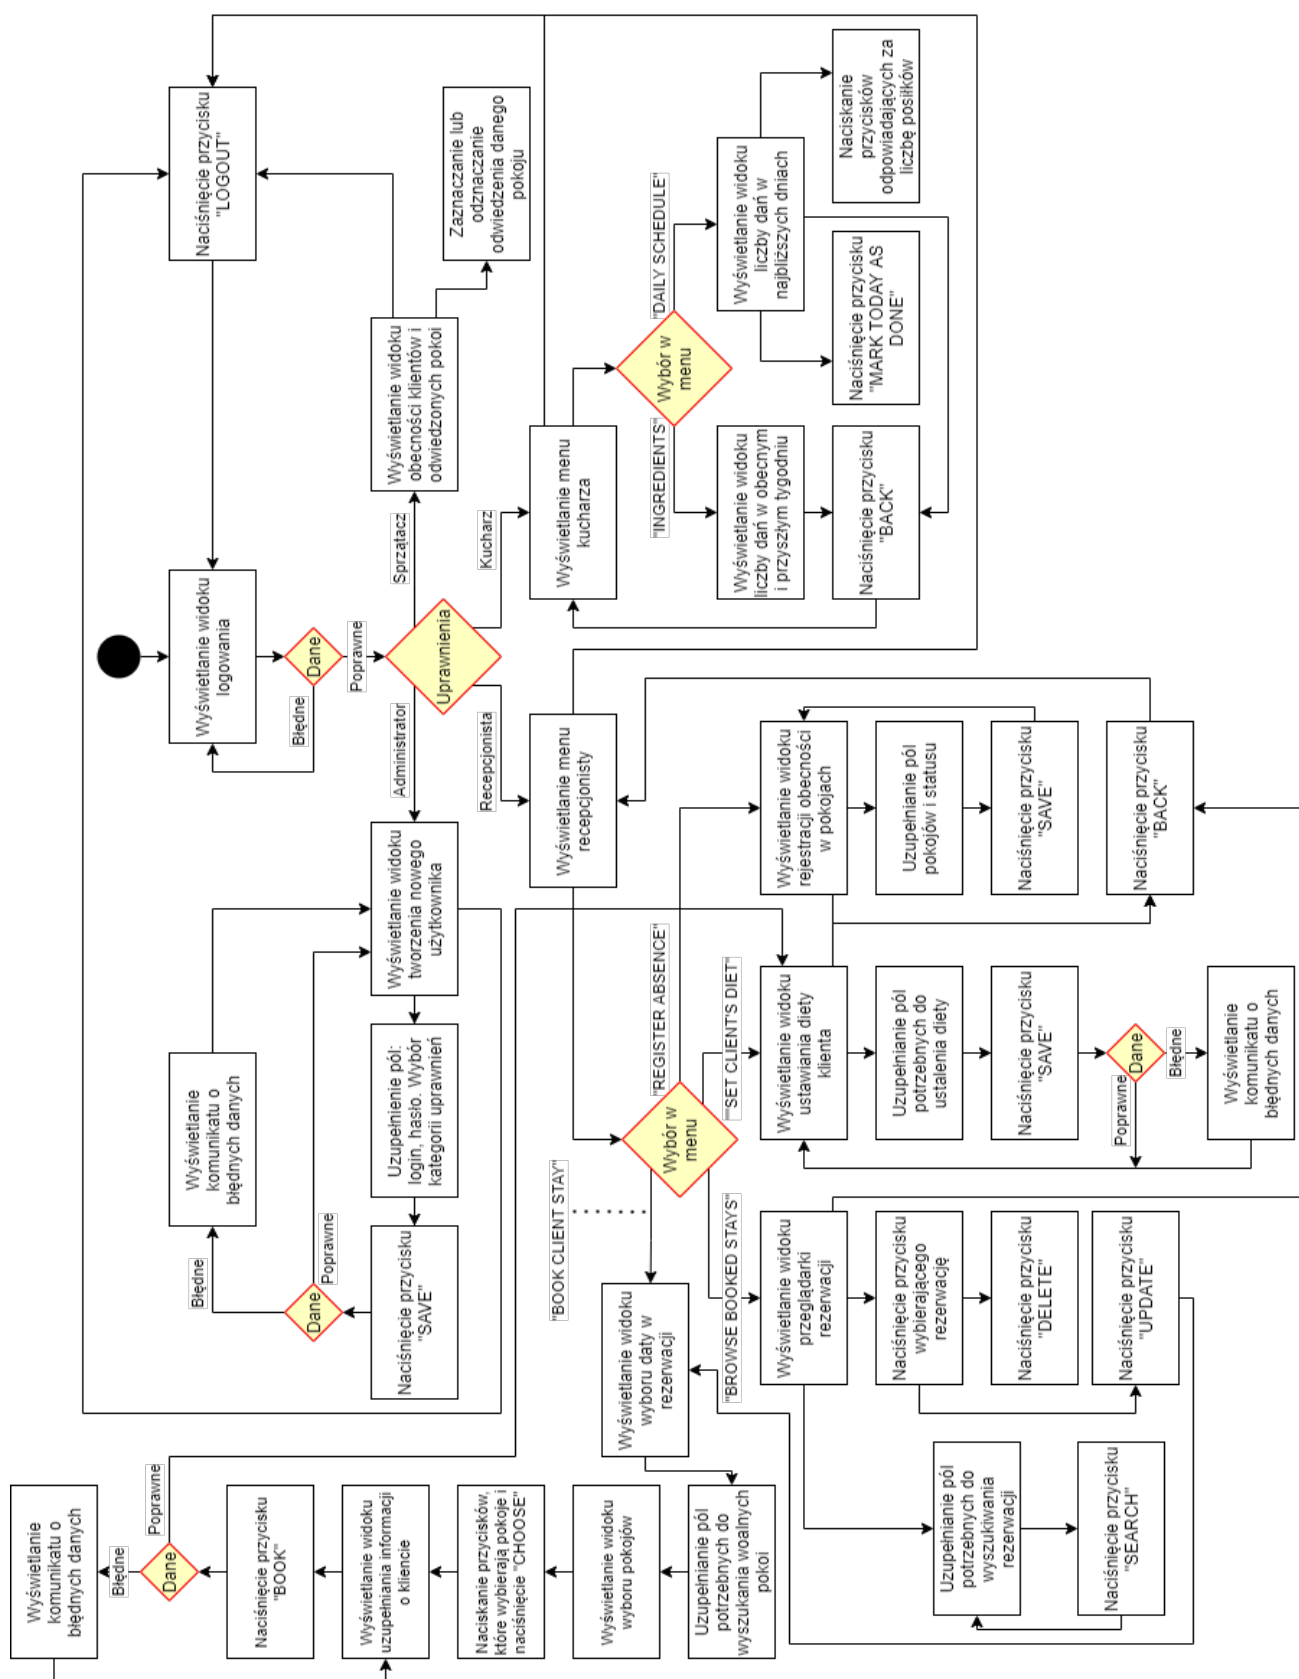 Wyświetlanie
komunikatu o
błędnych danych
Błędne
Dane
Poprawne
Naciśnięcie przycisku
"BOOK"
Wyświetlanie widoku
uzupełniania informacji
o kliencie
Naciskanie przycisków,
które wybierają pokoje i
naciśnięcie "CHOOSE"
Wyświetlanie widoku
wyboru pokojów
Uzupełnianie pól
potrzebnych do
wyszukania woalnych
pokoi
Wyświetlanie
komunikatu o
błędnych danych
Błędne
Dane
Poprawne
Naciśnięcie przycisku
"SAVE"
Uzupełnienie pól:
login, hasło. Wybór
kategorii uprawnień
Wyświetlanie widoku
tworzenia nowego
użytkownika
Naciśnięcie przycisku
"LOGOUT"
Wyświetlanie widoku
logowania
Błędne
Dane
Poprawne
Uprawnienia
Administrator
Sprzątacz
Recepcjonista
Kucharz
Wyświetlanie widoku
obecności klientów i
odwiedzonych pokoi
Zaznaczanie lub
odznaczanie
odwiedzenia danego
pokoju
Wyświetlanie menu
kucharza
Wybór w
menu
"INGREDIENTS"
"DAILY SCHEDULE"
Wyświetlanie widoku
liczby dań w obecnym
i przyszłym tygodniu
Wyświetlanie widoku
liczby dań w
najbliższych dniach
Naciśnięcie przycisku
"BACK"
Naciśnięcie przycisku
"MARK TODAY AS
DONE"
Naciskanie
przycisków
odpowiadających za
liczbę posiłków
Wyświetlanie menu
recepcjonisty
Wybór w
menu
"BOOK CLIENT STAY"
"BROWSE BOOKED STAYS"
""SET CLIENT'S DIET"
"REGISTER ABSENCE"
Wyświetlanie widoku
wyboru daty w
rezerwacji
Wyświetlanie widoku
przeglądarki
rezerwacji
Naciśnięcie przycisku
wybierającego
rezerwację
Naciśnięcie przycisku
"DELETE"
Naciśnięcie przycisku
"UPDATE"
Uzupełnianie pól
potrzebnych do
wyszukiwania
rezerwacji
Naciśnięcie przycisku
"SEARCH"
Wyświetlanie widoku
ustawiania diety
klienta
Uzupełnianie pól
potrzebnych do
ustalenia diety
Naciśnięcie przycisku
"SAVE"
Dane
Poprawne
Błędne
Wyświetlanie
komunikatu o
błędnych danych
Wyświetlanie widoku
rejestracji obecności
w pokojach
Uzupełnianie pól
pokojów i statusu
Naciśnięcie przycisku
"SAVE"
Naciśnięcie przycisku
"BACK"